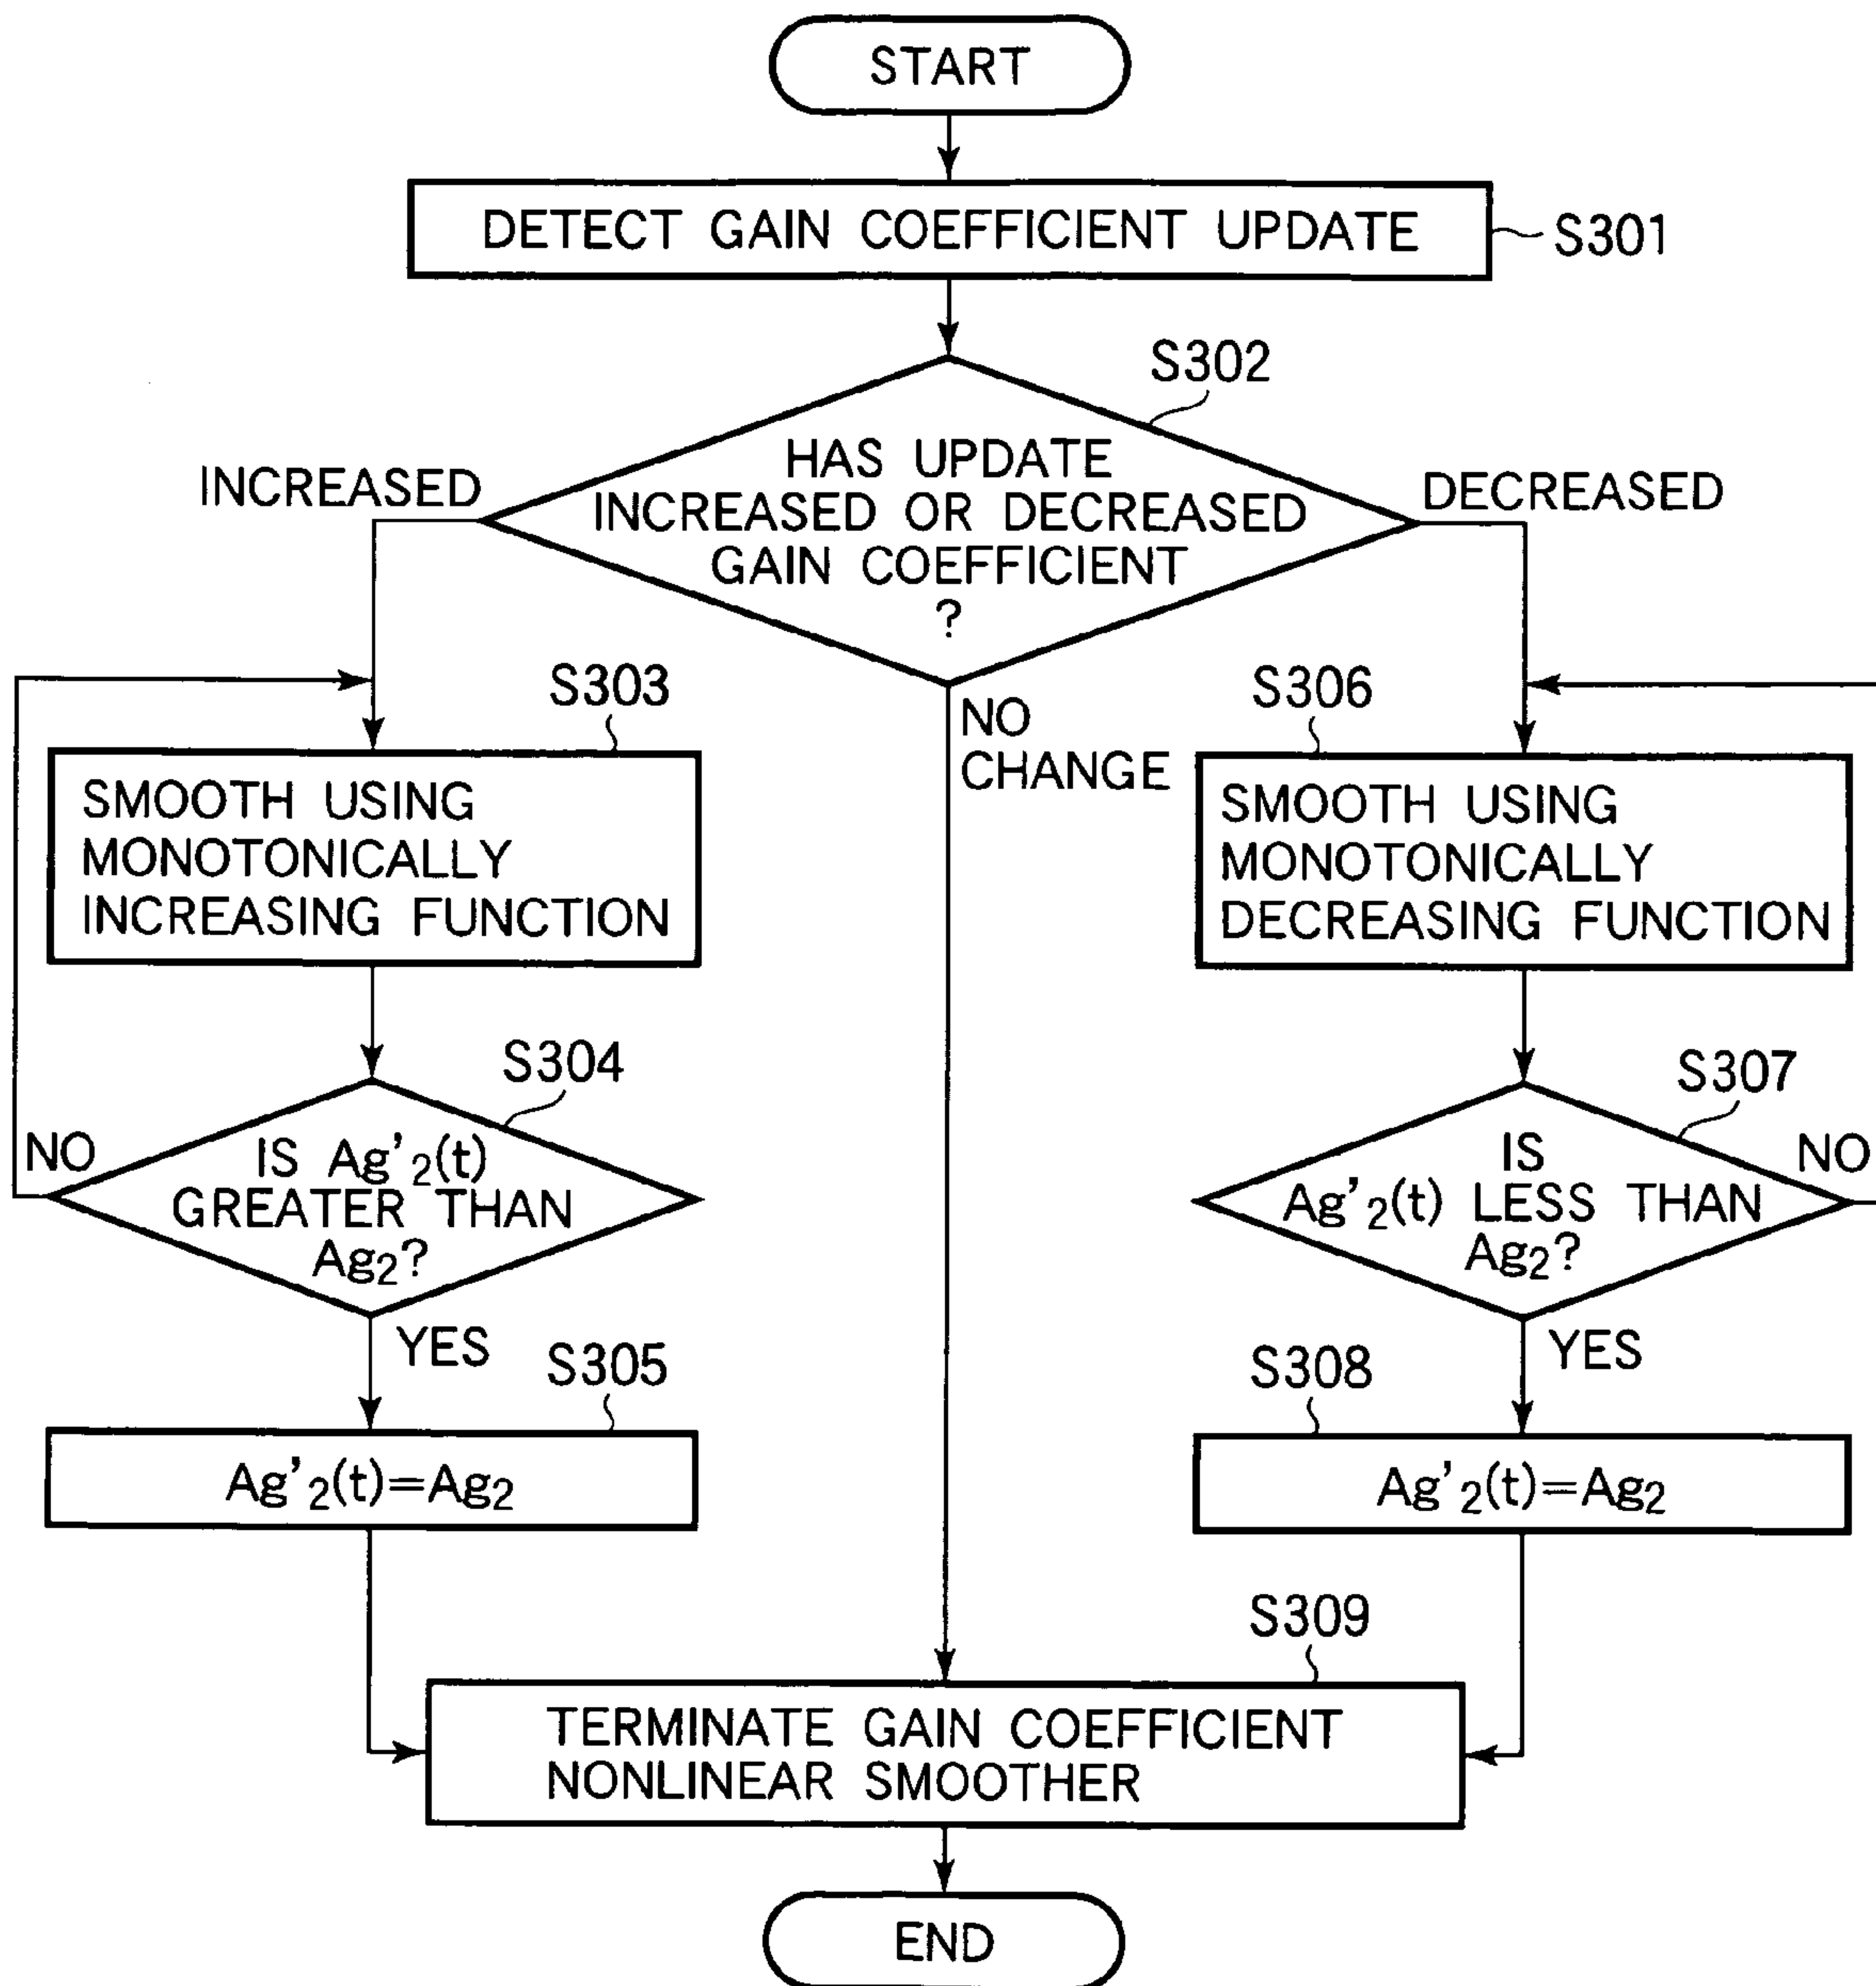 START
DETECT GAIN COEFFICIENT UPDATE
S301
S302
HAS UPDATE
INCREASED OR DECREASED
GAIN COEFFICIENT
?
INCREASED
DECREASED
NO
CHANGE
S303
SMOOTH USING
MONOTONICALLY
INCREASING FUNCTION
S306
SMOOTH USING
MONOTONICALLY
DECREASING FUNCTION
S304
IS Ag'₂(t)
GREATER THAN
Ag₂?
NO
YES
S307
IS
Ag'₂(t) LESS THAN
Ag₂?
NO
YES
S305
Ag'₂(t)=Ag₂
S308
Ag'₂(t)=Ag₂
S309
TERMINATE GAIN COEFFICIENT
NONLINEAR SMOOTHER
END